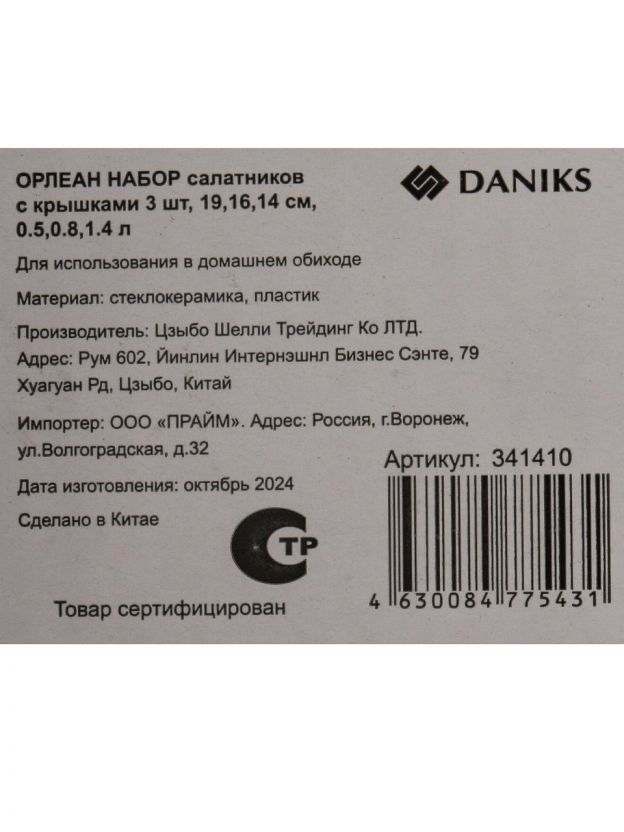 ОРЛЕАН НАБОР салатников
с крышками 3 шт, 19,16,14 см,
0.5,0.8,1.4 л
DANIKS
Для использования в домашнем обиходе
Материал: стеклокерамика, пластик
Производитель: Цзыбо Шелли Трейдинг Ко ЛТД.
Адрес: Рум 602, Йинлин Интернэшнл Бизнес Сэнте, 79
Хуагуан Рд, Цзыбо, Китай
Импортер: ООО «ПРАЙМ». Адрес: Россия, г.Воронеж,
ул.Волгоградская, д.32
Дата изготовления: октябрь 2024
Сделано в Китае
СТР
Товар сертифицирован
Артикул: 341410
4 630084 775431